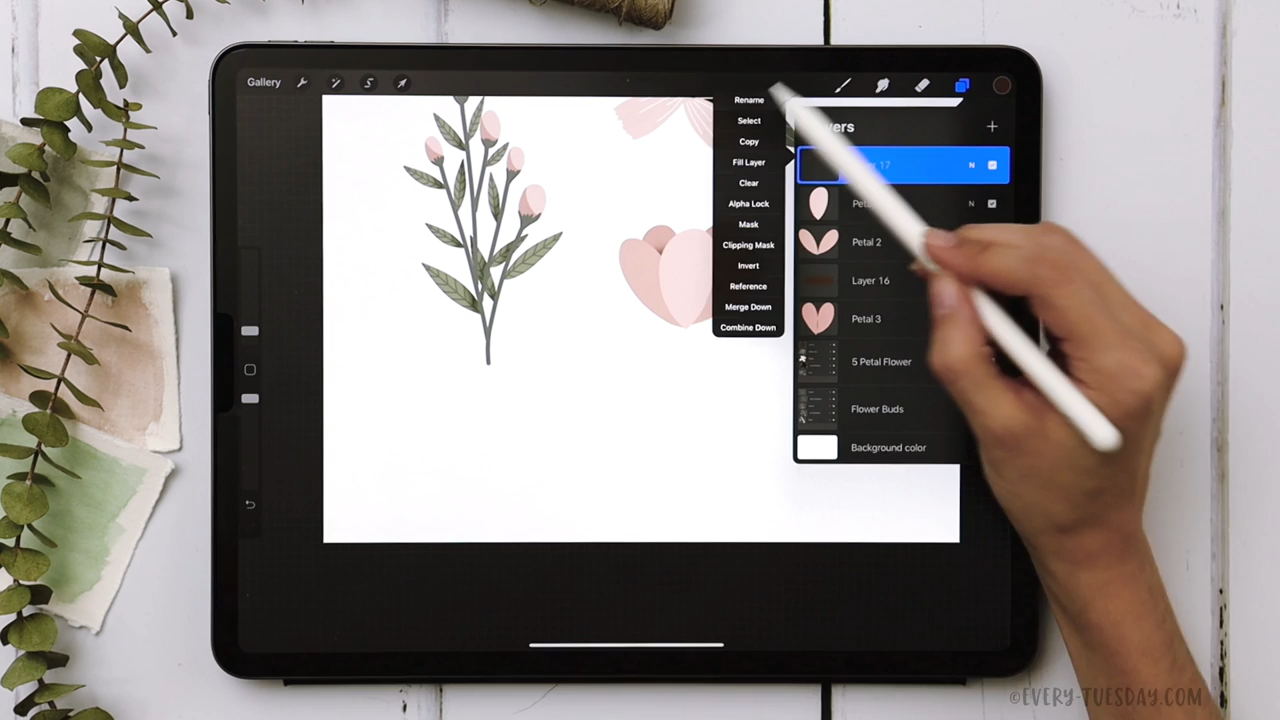 Gallery
Rename
Select
Copy
Fill Layer
Clear
Alpha Lock
Mask
Clipping Mask
Invert
Reference
Merge Down
Combine Down
17
N
N
Petal 2
Layer 16
Petal 3
5 Petal Flower
Flower Buds
Background color
©EVERY-TUESDAY.COM